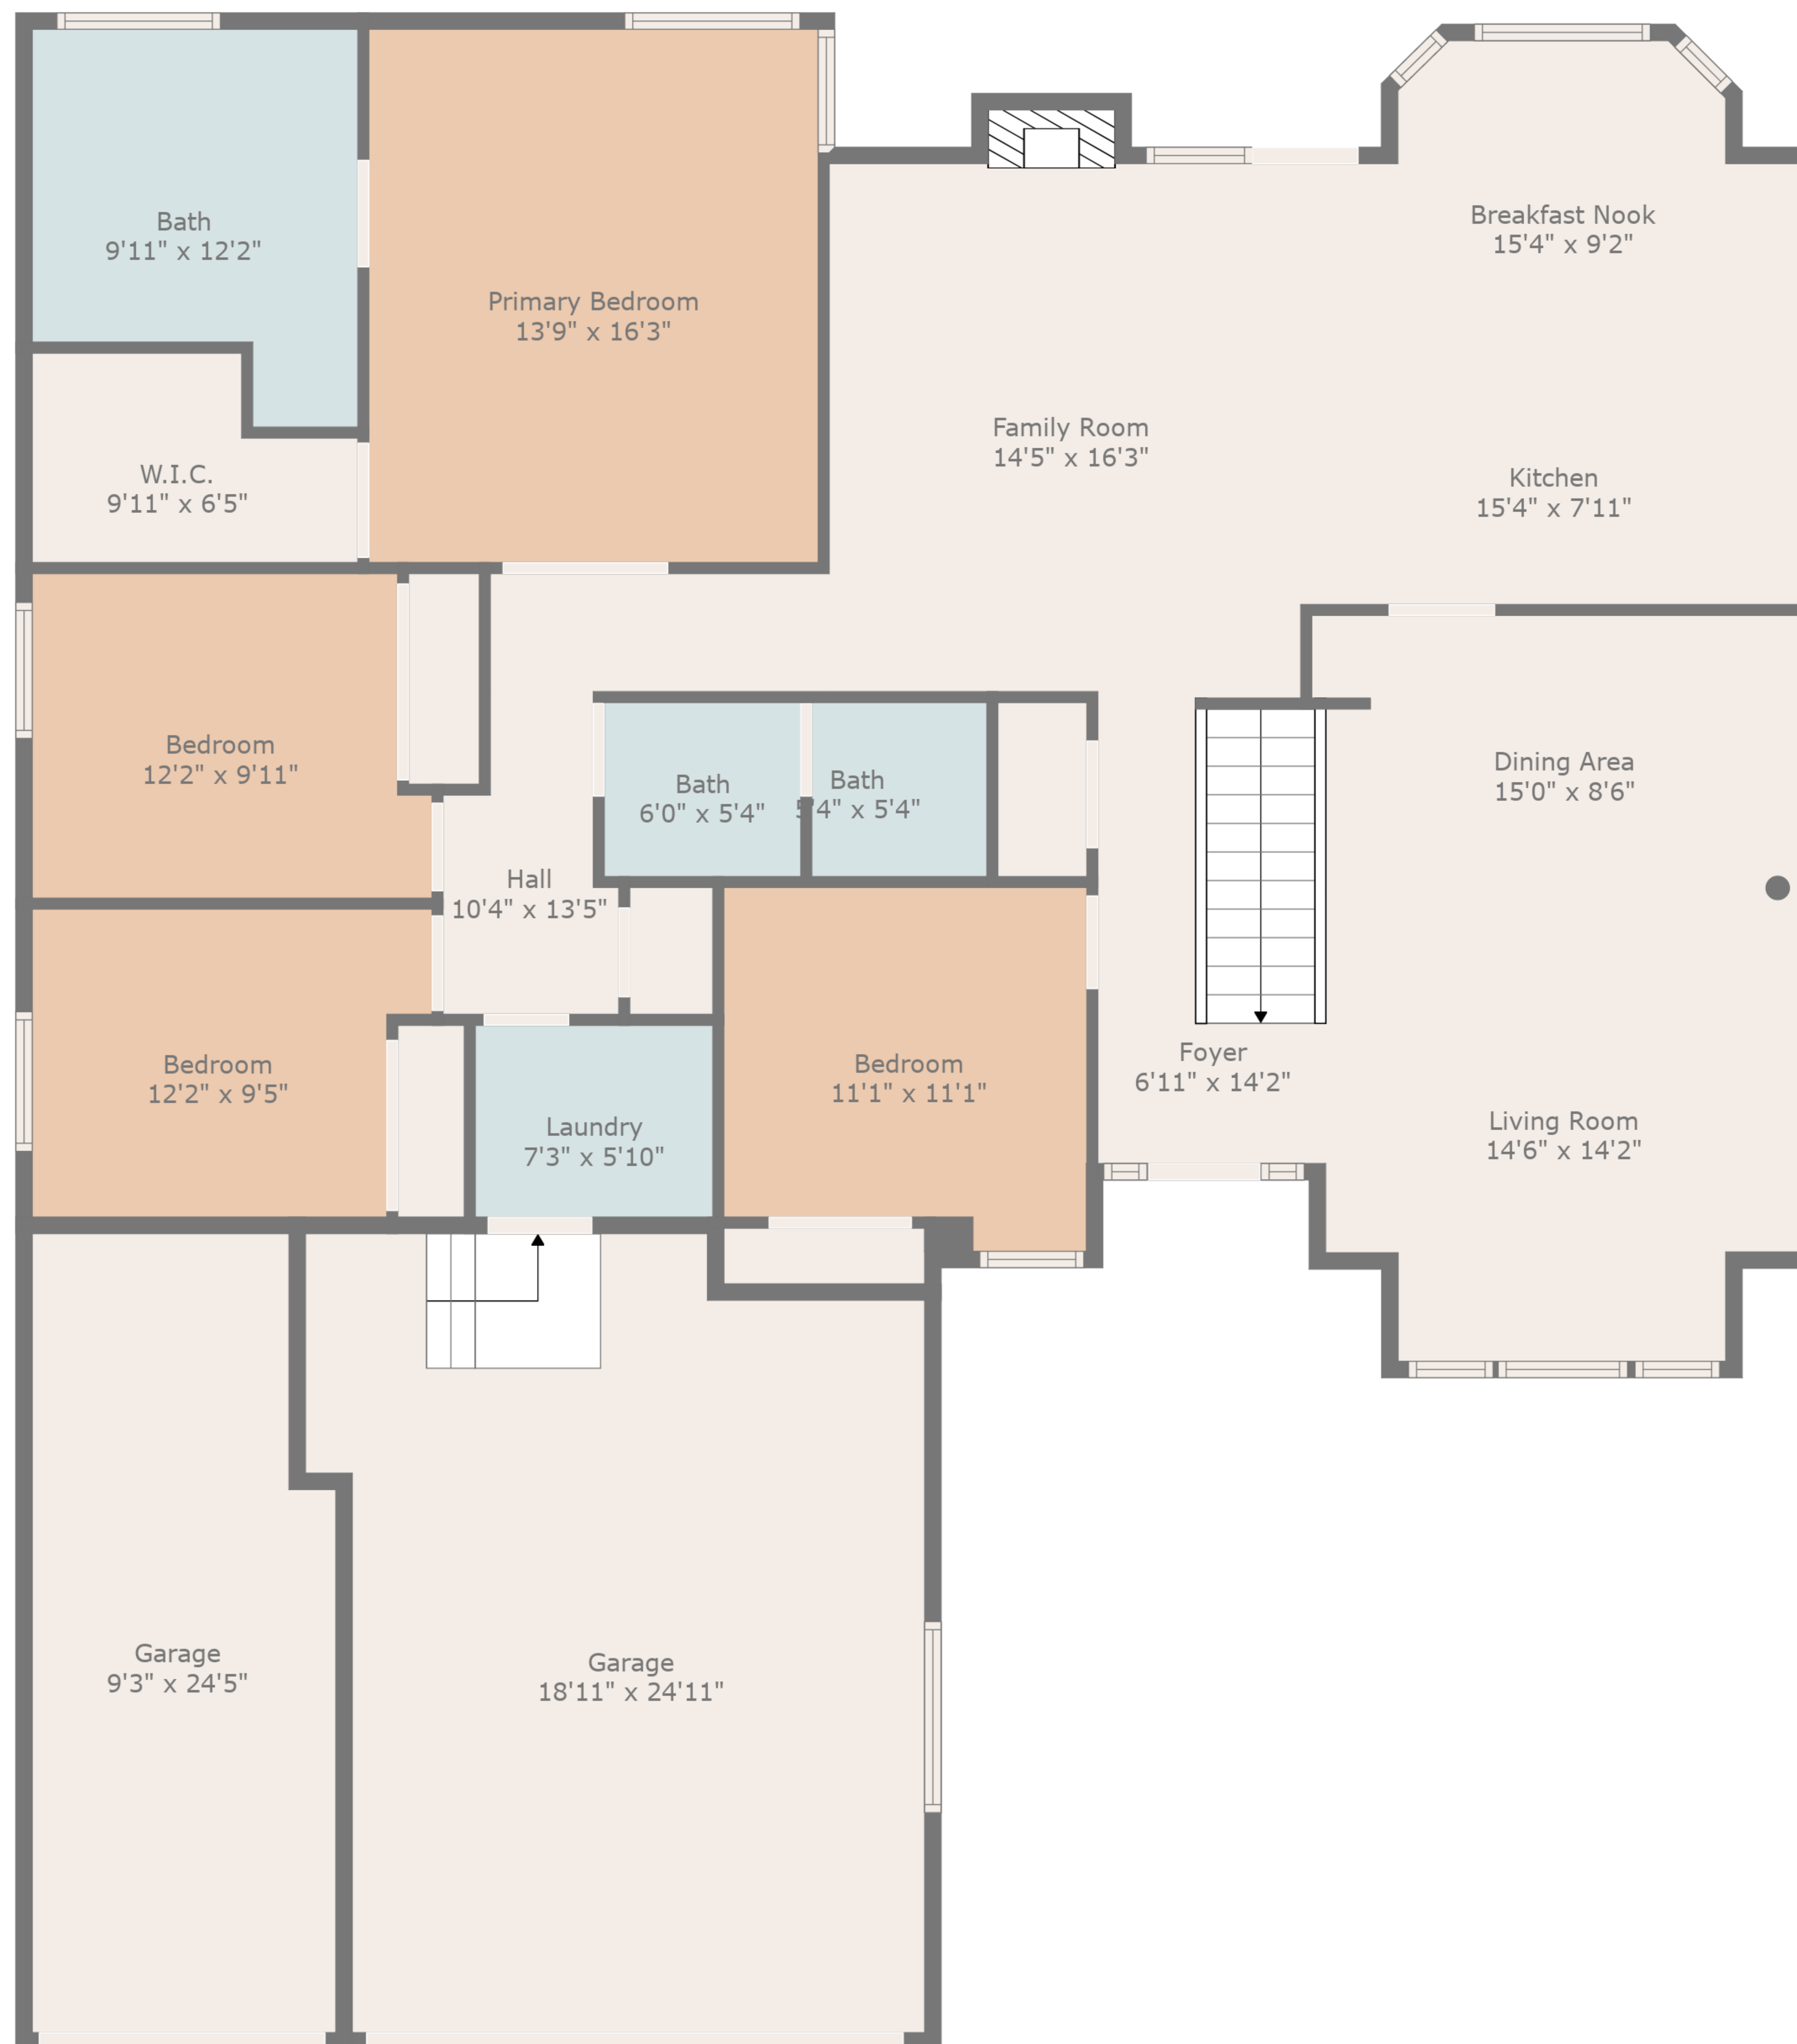 Bath
9'11" x 12'2"
Primary Bedroom
13'9" x 16'3"
Breakfast Nook
15'4" x 9'2"
Family Room
14'5" x 16'3"
Kitchen
15'4" x 7'11"
W.I.C.
9'11" x 6'5"
Bedroom
12'2" x 9'11"
Bath
6'0" x 5'4"
Bath
5'4" x 5'4"
Dining Area
15'0" x 8'6"
Hall
10'4" x 13'5"
Bedroom
12'2" x 9'5"
Laundry
7'3" x 5'10"
Bedroom
11'1" x 11'1"
Foyer
6'11" x 14'2"
Living Room
14'6" x 14'2"
Garage
9'3" x 24'5"
Garage
18'11" x 24'11"